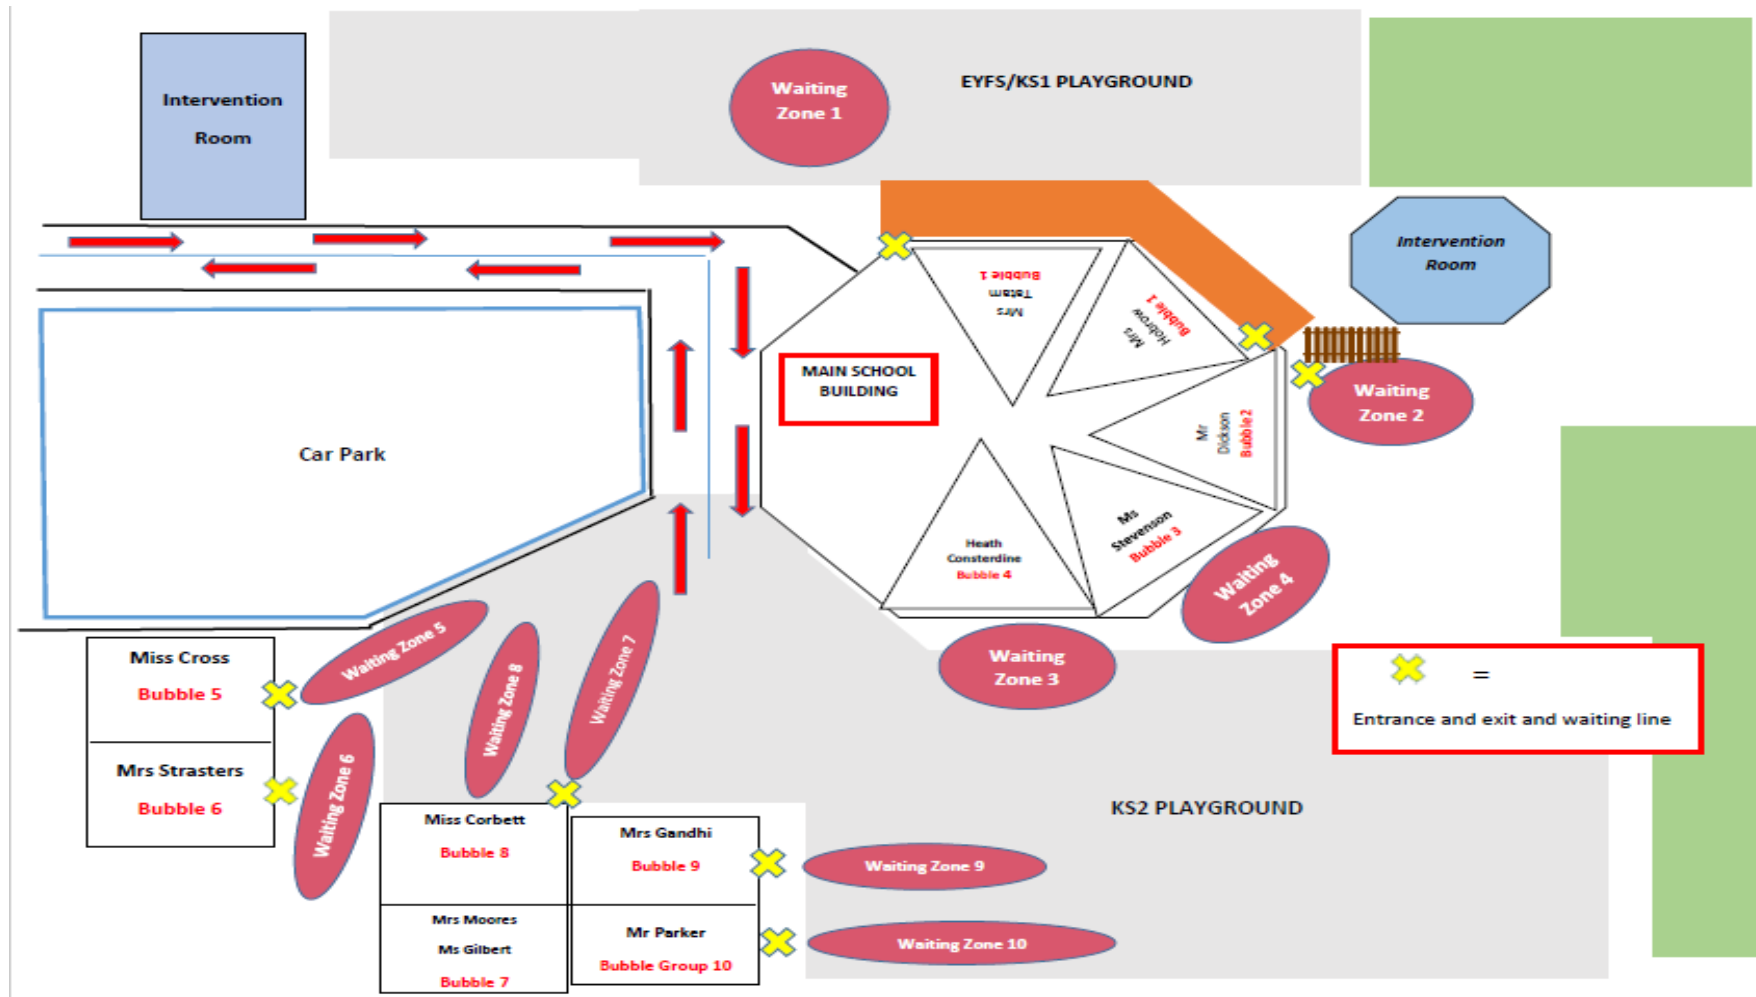 Intervention
Room
Waiting
Zone 1
EYFS/KS1 PLAYGROUND
Intervention
Room
Bubble 1
Tatam
Mrs
Mrs
Hobrow
Bubble 1
MAIN SCHOOL
BUILDING
Waiting
Zone 2
Mr
Dickson
Bubble2
Car Park
Ms
Stevenson
Bubble 3
Heath
Consterdine
Bubble 4
Waiting
Zone 4
Waiting
Zone 3
Miss Cross
Bubble 5
Mrs Strasters
Bubble 6
Waiting Zone 5
Waiting Zone 6
Waiting Zone 8
Waiting Zone 7
=
Entrance and exit and waiting line
KS2 PLAYGROUND
Miss Corbett
Bubble 8
Mrs Gandhi
Bubble 9
Waiting Zone 9
Mrs Moores
Ms Gilbert
Bubble 7
Mr Parker
Bubble Group 10
Waiting Zone 10